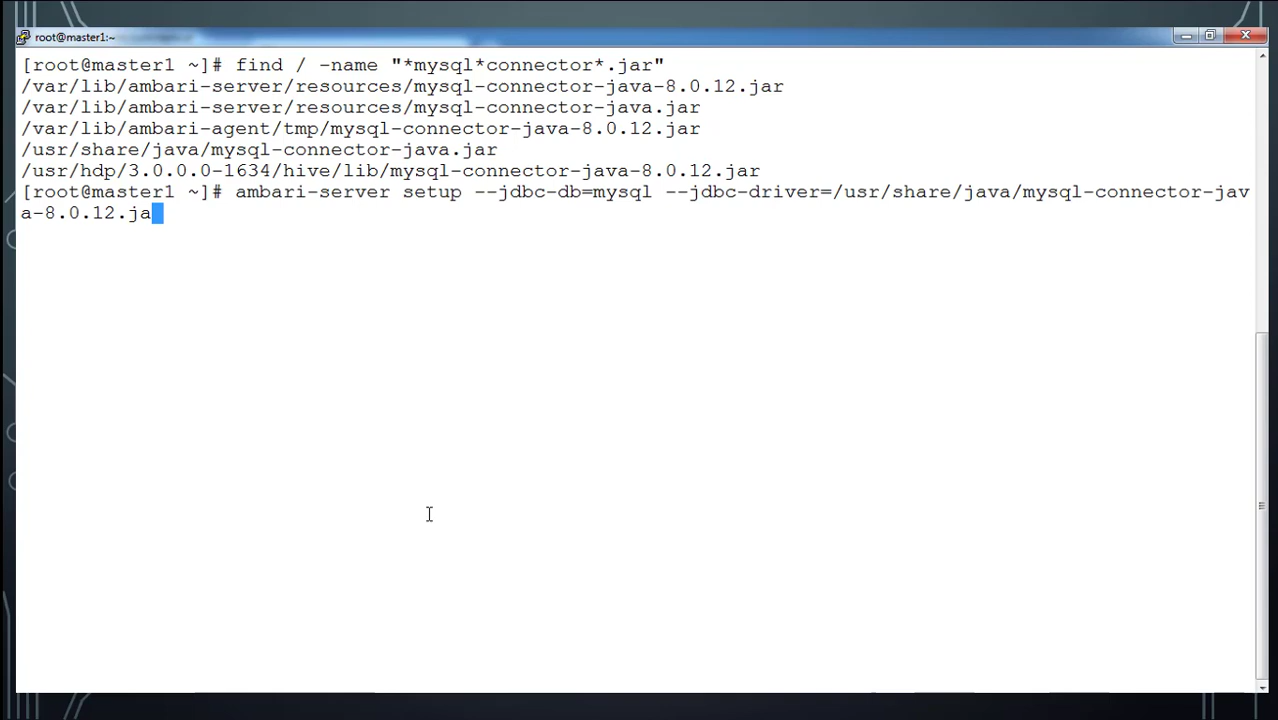 root@master1:~
[root@master1 ~]# find / -name "*mysql*connector*.jar"
/var/lib/ambari-server/resources/mysql-connector-java-8.0.12.jar
/var/lib/ambari-server/resources/mysql-connector-java.jar
/var/lib/ambari-agent/tmp/mysql-connector-java-8.0.12.jar
/usr/share/java/mysql-connector-java.jar
/usr/hdp/3.0.0.0-1634/hive/lib/mysql-connector-java-8.0.12.jar
[root@master1 ~]# ambari-server setup --jdbc-db=mysql --jdbc-driver=/usr/share/java/mysql-connector-jav
a-8.0.12.ja